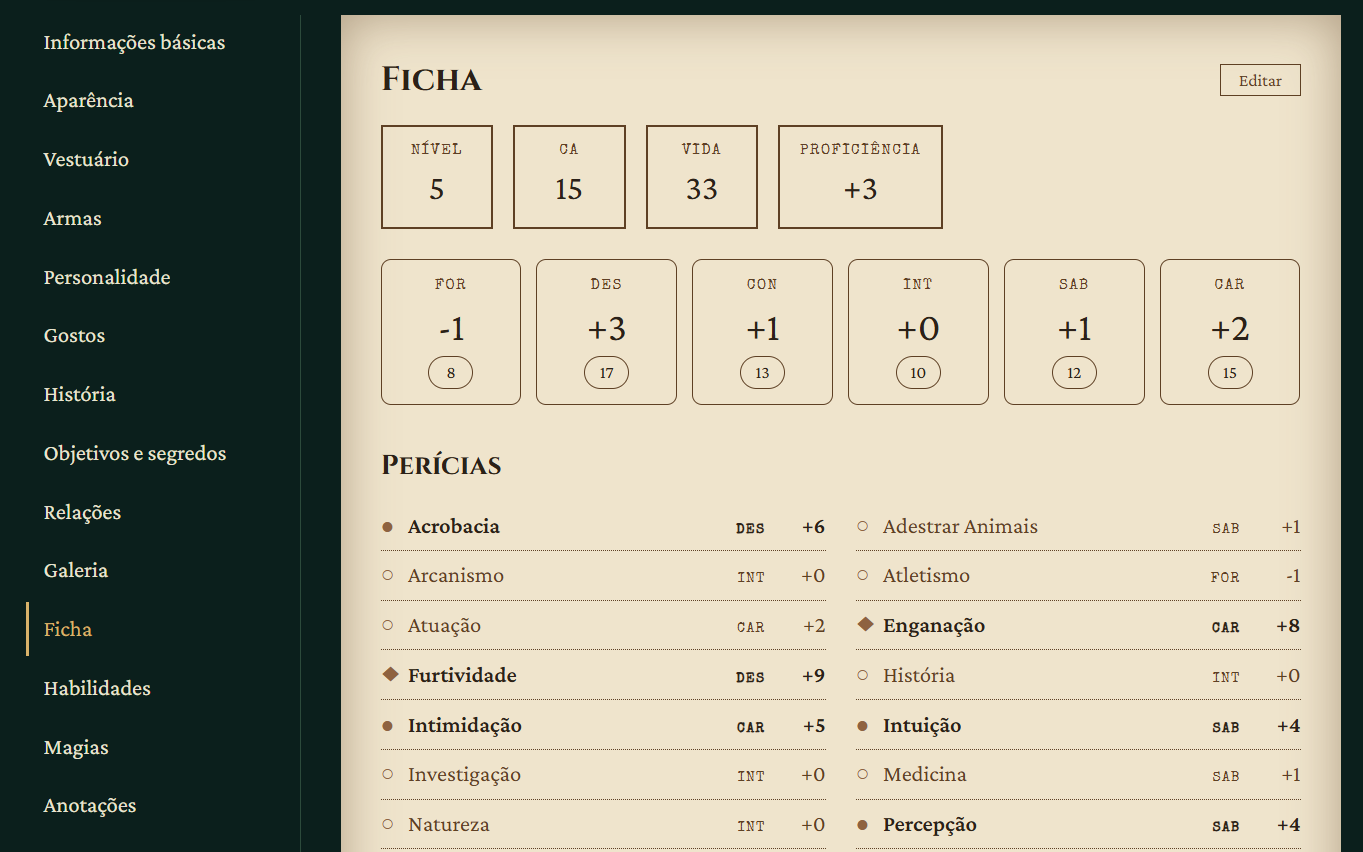 Informações básicas
Aparência
Vestuário
Armas
Personalidade
Gostos
História
Objetivos e segredos
Relações
Galeria
Ficha
Habilidades
Magias
Anotações
Ficha
Editar
NÍVEL
5
CA
15
VIDA
33
PROFICIÊNCIA
+3
FOR
-1
8
DES
+3
17
CON
+1
13
INT
+0
10
SAB
+1
12
CAR
+2
15
Perícias
Acrobacia DES +6
Adestrar Animais SAB +1
Arcanismo INT +0
Atletismo FOR -1
Atuação CAR +2
Enganação CAR +8
Furtividade DES +9
História INT +0
Intimidação CAR +5
Intuição SAB +4
Investigação INT +0
Medicina SAB +1
Natureza INT +0
Percepção SAB +4